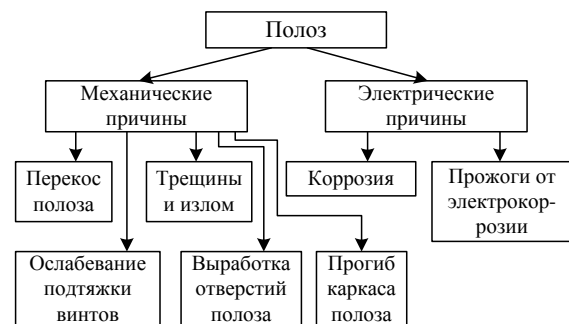 Полоз
Механические
причины
Электрические
причины
Перекос
полоза
Трещины
и излом
Коррозия
Прожоги от
электрокор-
розии
Ослабевание
подтяжки
винтов
Выработка
отверстий
полоза
Прогиб
каркаса
полоза